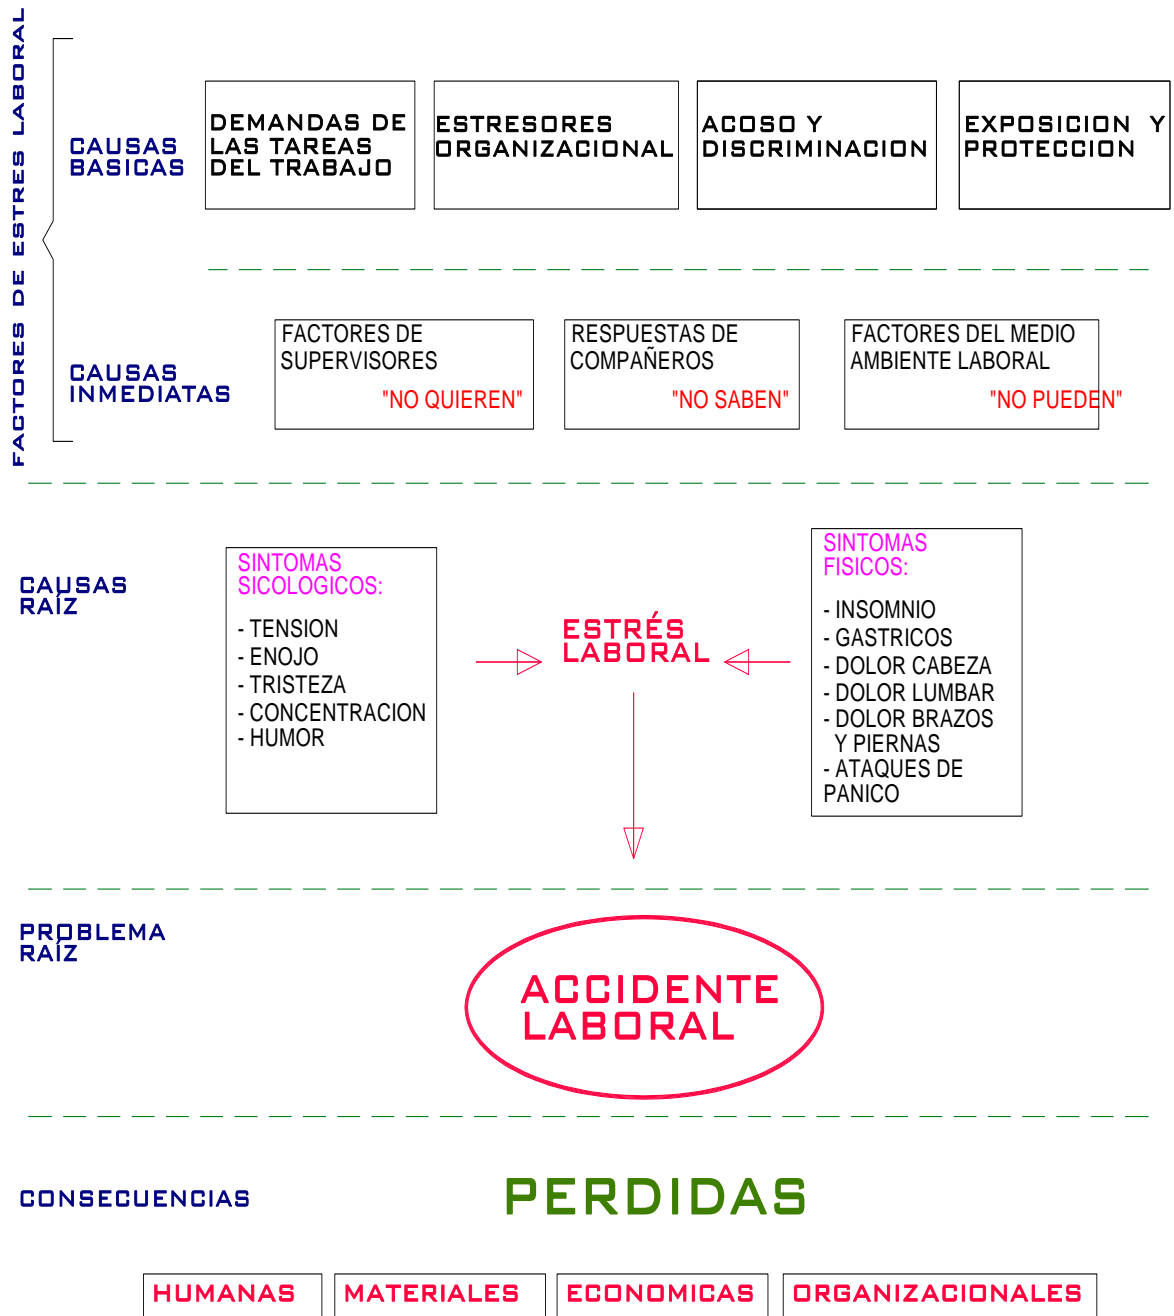 FACTORES DE ESTRES LABORAL
CAUSAS
BASICAS
DEMANDAS DE
LAS TAREAS
DEL TRABAJO
ESTRESORES
ORGANIZACIONAL
ACOSO Y
DISCRIMINACION
EXPOSICION Y
PROTECCION
CAUSAS
INMEDIATAS
FACTORES DE
SUPERVISORES
"NO QUIEREN"
RESPUESTAS DE
COMPAÑEROS
"NO SABEN"
FACTORES DEL MEDIO
AMBIENTE LABORAL
"NO PUEDEN"
CAUSAS
RAÍZ
SINTOMAS
SICOLOGICOS:
- TENSION
- ENOJO
- TRISTEZA
- CONCENTRACION
- HUMOR
ESTRÉS
LABORAL
SINTOMAS
FISICOS:
- INSOMNIO
- GASTRICOS
- DOLOR CABEZA
- DOLOR LUMBAR
- DOLOR BRAZOS
Y PIERNAS
- ATAQUES DE
PANICO
PROBLEMA
RAÍZ
ACCIDENTE
LABORAL
CONSECUENCIAS
PERDIDAS
HUMANAS
MATERIALES
ECONOMICAS
ORGANIZACIONALES